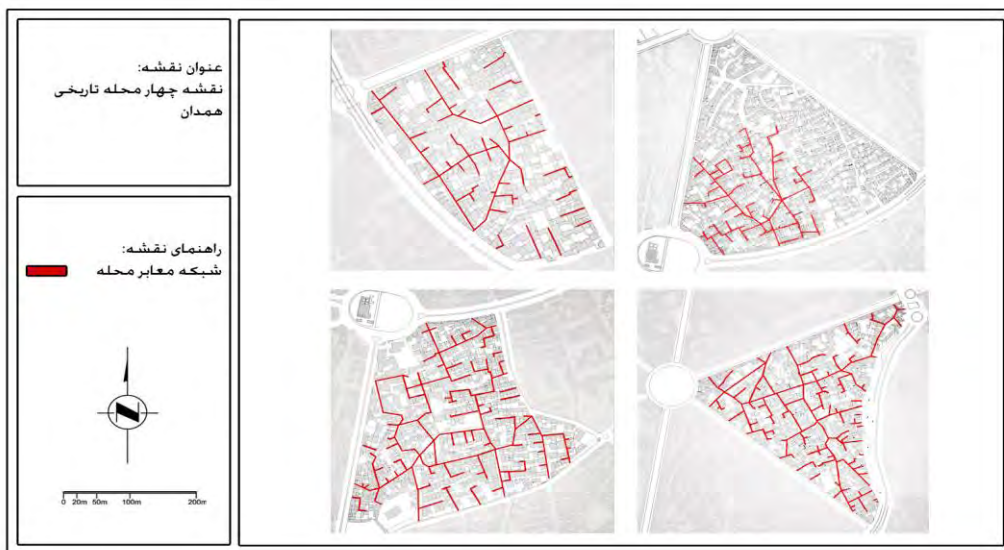 عنوان نقشه:
نقشه چهار محله تاریخی
همدان
راهنمای نقشه:
شبکه معابر محله
0 20m 50m 100m 200m